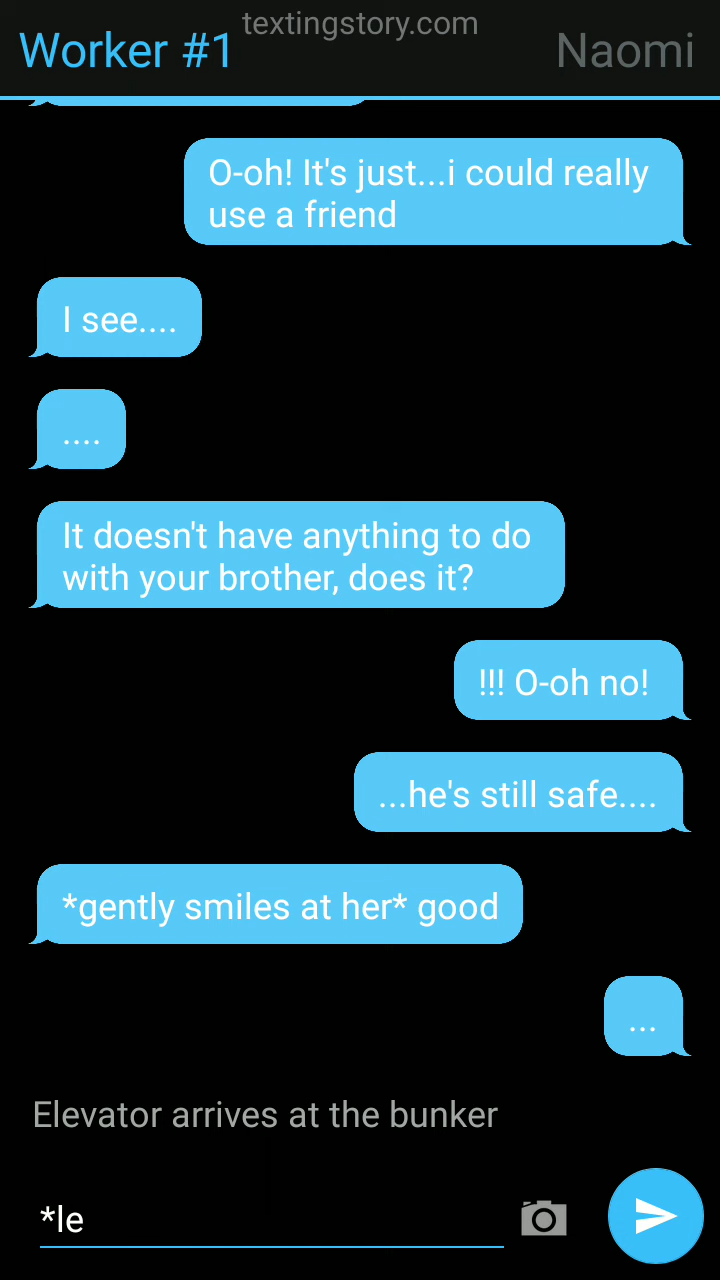 textingstory.com
Worker #1 Naomi
O-oh! It's just...i could really
use a friend
I see....
....
It doesn't have anything to do
with your brother, does it?
!!! O-oh no!
...he's still safe....
*gently smiles at her* good
...
Elevator arrives at the bunker
*le